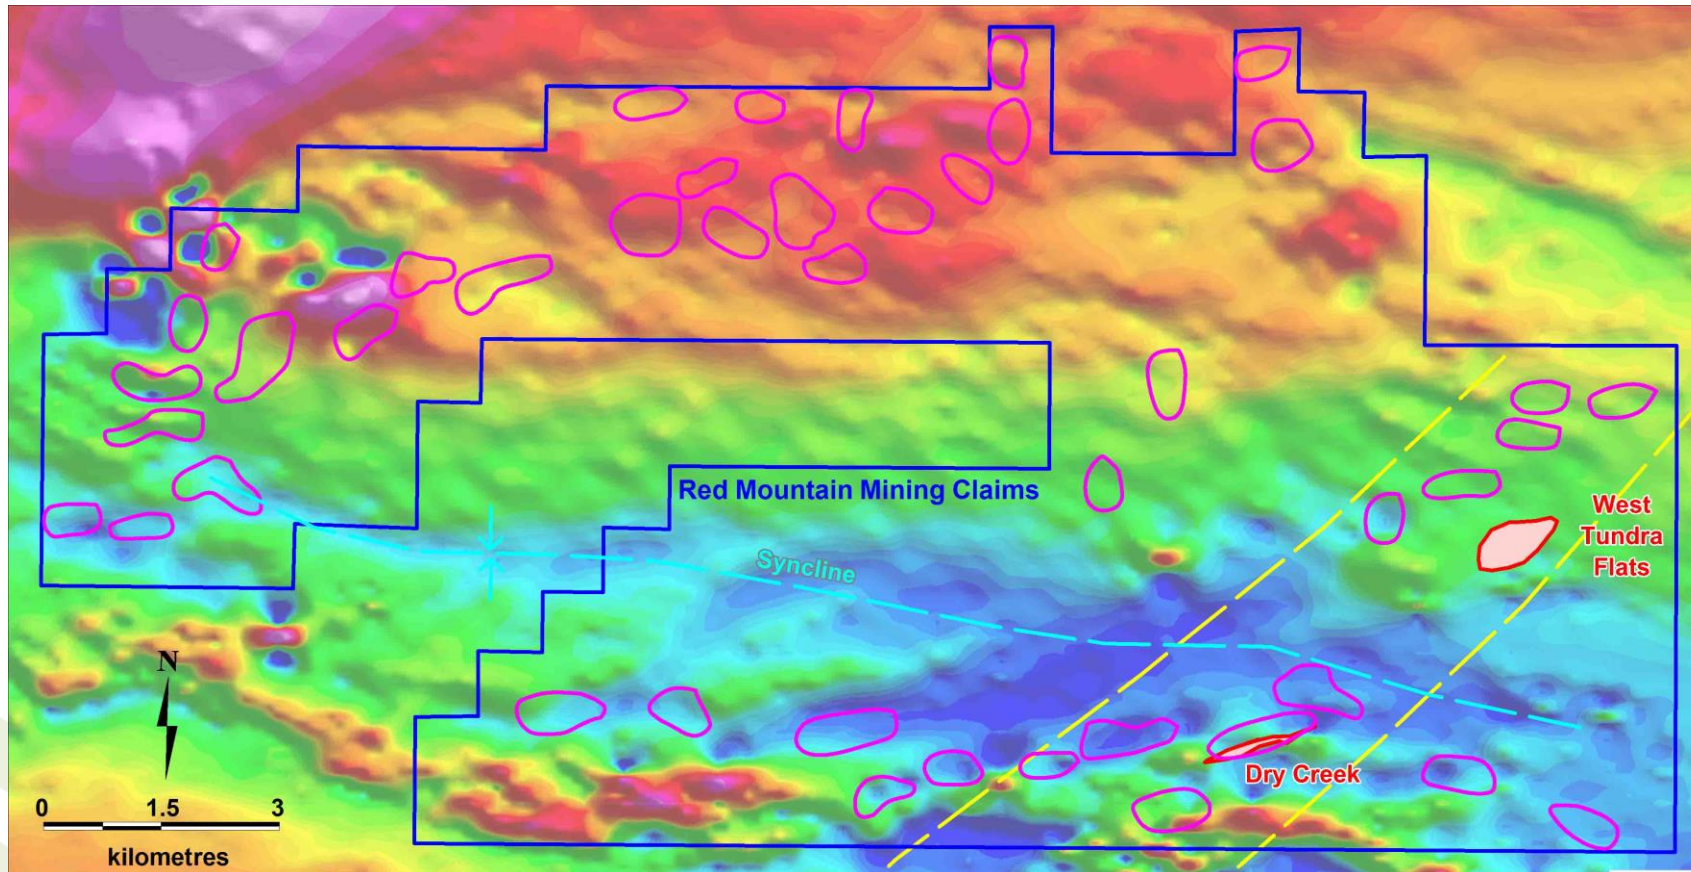 Red Mountain Mining Claims
West
Tundra
Flats
Syncline
Dry Creek
N
0 1.5 3
kilometres